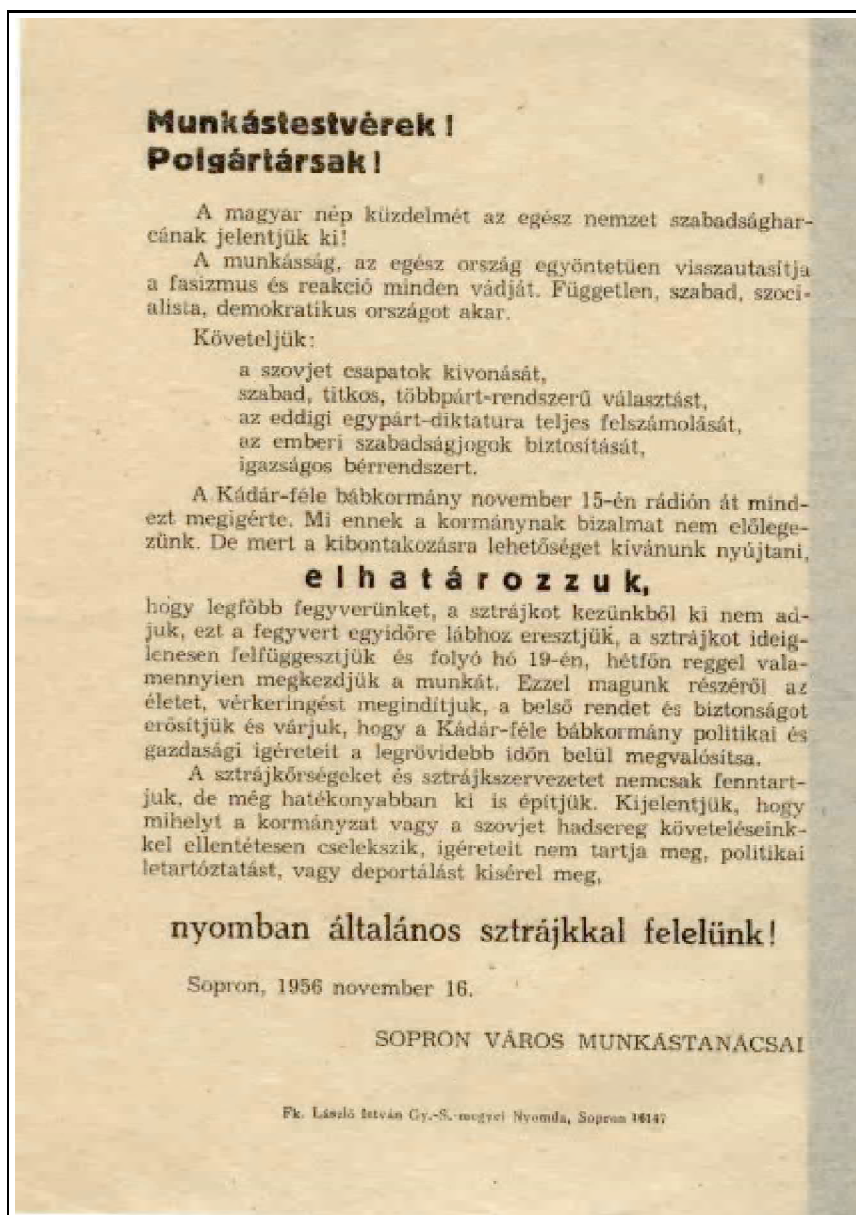 Munkástestvérek !
Polgártársak !
A magyar nép küzdelmét az egész nemzet szabadsághar-
cának jelentjük ki!
A munkásság, az egész ország egyöntetüen visszautasítja
a fasizmus és reakció minden vádját. Független, szabad, szoci-
alista, demokratikus országot akar.
Követeljük:
a szovjet csapatok kivonását,
szabad, titkos, többpárt-rendszerű választást,
az eddigi egypárt-diktatura teljes felszámolását,
az emberi szabadságjogok biztosítását,
igazságos bérrendszert.
A Kádár-féle bábkormány november 15-én rádión át mind-
ezt megigérte. Mi ennek a kormánynak bizalmat nem előlege-
zünk. De mert a kibontakozásra lehetőséget kívánunk nyújtani,
elhatározzuk,
hogy legfőbb fegyverünket, a sztrájkot kezünkből ki nem ad-
juk, ezt a fegyvert egyidőre lábhoz eresztjük, a sztrájkot ideig-
lenesen felfüggesztjük és folyó hó 19-én, hétfőn reggel vala-
mennyien megkezdjük a munkát. Ezzel magunk részéről az
életet, vérkeringést megindítjuk, a belső rendet és biztonságot
erősítjük és várjuk, hogy a Kádár-féle bábkormány politikai és
gazdasági igéreteit a legrövidebb időn belül megvalósítsa.
A sztrájkőrségeket és sztrájkszervezetet nemcsak fenntart-
juk, de még hatékonyabban ki is építjük. Kijelentjük, hogy
mihelyt a kormányzat vagy a szovjet hadsereg követeléseink-
kel ellentétesen cselekszik, igéreteit nem tartja meg, politikai
letartóztatást, vagy deportálást kisérel meg,
nyomban általános sztrájkkal felelünk!
Sopron, 1956 november 16.
SOPRON VÁROS MUNKÁSTANÁCSAI
Fk. László István Gy.-S.-megyei Nyomda, Sopron 16147